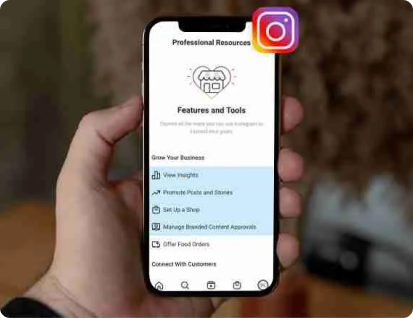 Professional Resources
Features and Tools
Grow Your Business
View Insights
Promote Posts and Stories
Set Up a Shop
Manage Branded Content Approvals
Offer Food Orders
Connect With Customers